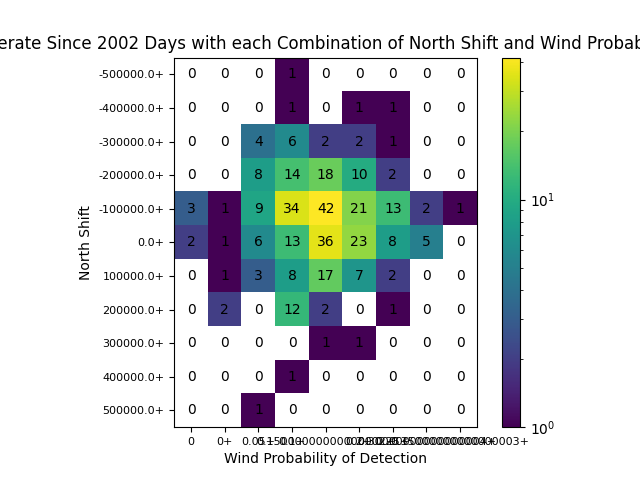 erate Since 2002 Days with each Combination of North Shift and Wind Probab
-500000.0+ 0 0 0 1 0 0 0 0 0
-400000.0+ 0 0 0 1 0 1 1 0 0
-300000.0+ 0 0 4 6 2 2 1 0 0
-200000.0+ 0 0 8 14 18 10 2 0 0
-100000.0+ 3 1 9 34 42 21 13 2 1
0.0+ 2 1 6 13 36 23 8 5 0
100000.0+ 0 1 3 8 17 7 2 0 0
200000.0+ 0 2 0 12 2 0 1 0 0
300000.0+ 0 0 0 0 1 1 0 0 0
400000.0+ 0 0 0 1 0 0 0 0 0
500000.0+ 0 0 1 0 0 0 0 0 0
0 0+
Wind Probability of Detection
North Shift
10^1
10^0